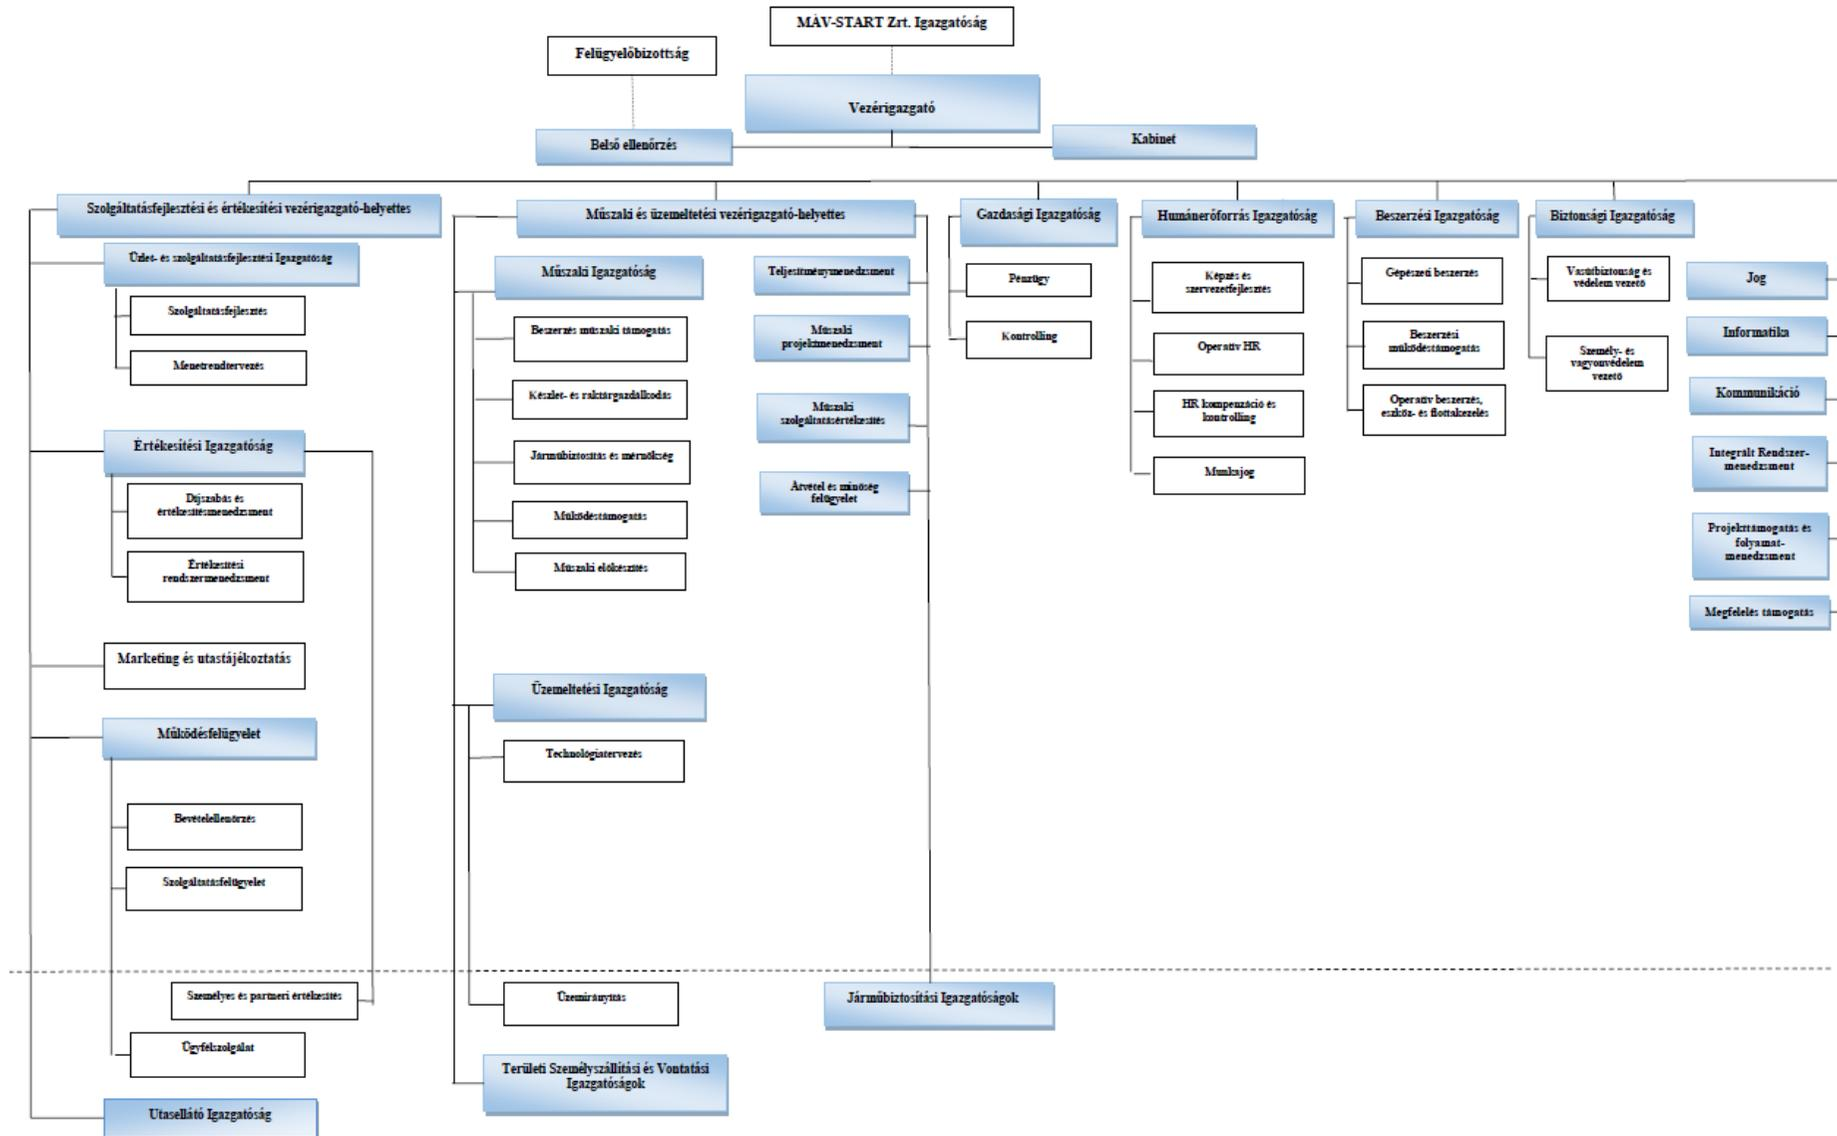 MÁV-START Zrt. Igazgatóság
Felügyelőbizottság
Vezérigazgató
Belső ellenőrzés
Kabinet
Szolgáltatásfejlesztési és értékesítési vezérigazgató-helyettes
Üzlet- és szolgáltatásfejlesztési Igazgatóság
Szolgáltatásfejlesztés
Menetrendtervezés
Értékesítési Igazgatóság
Díjszabás és
értékesítésmenedzsment
Értékesítési
rendszermenedzsment
Marketing és utastájékoztatás
Működésfelügyelet
Bevételellenőrzés
Szolgáltatásfelügyelet
Személyes és partneri értékesítés
Ügyfélszolgálat
Utasellátó Igazgatóság
Műszaki és üzemeltetési vezérigazgató-helyettes
Műszaki Igazgatóság
Beszerzés műszaki támogatás
Készlet- és raktárgazdálkodás
Járműbiztosítás és mérnökség
Működéstámogatás
Műszaki előkészítés
Teljesítménymenedzsment
Műszaki
projektmenedzsment
Műszaki
szolgáltatásértékesítés
Átvétel és minőség
felügyelet
Üzemeltetési Igazgatóság
Technológiatervezés
Üzemirányítás
Járműbiztosítási Igazgatóságok
Területi Személyszállítási és Vontatási
Igazgatóságok
Gazdasági Igazgatóság
Pénzügy
Kontrolling
Humánerőforrás Igazgatóság
Képzés és
szervezetfejlesztés
Operatív HR
HR kompenzáció és
kontrolling
Munkajog
Beszerzési Igazgatóság
Gépészeti beszerzés
Beszerzési
működéstámogatás
Operatív beszerzés,
eszköz- és flottakezelés
Biztonsági Igazgatóság
Vasútbiztonság és
védelem vezető
Személy- és
vagyonvédelem
vezető
Jog
Informatika
Kommunikáció
Integrált Rendszer-
menedzsment
Projekttámogatás és
folyamat-
menedzsment
Megfelelés támogatás